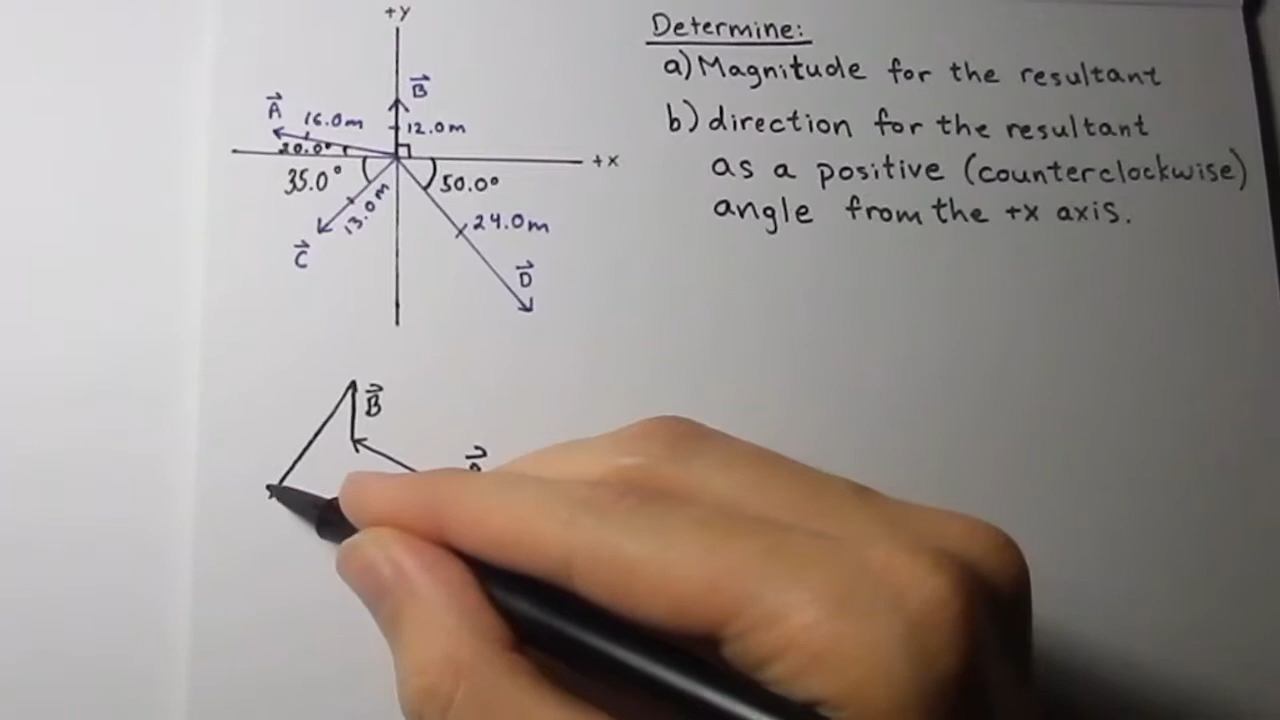 +y
Determine:
a) Magnitude for the resultant
B
A 16.0m
12.0m
b) direction for the resultant
20.0°
+x
as a positive (counterclockwise)
35.0°
50.0°
13.0m
24.0m
angle from the +x axis.
C
D
B